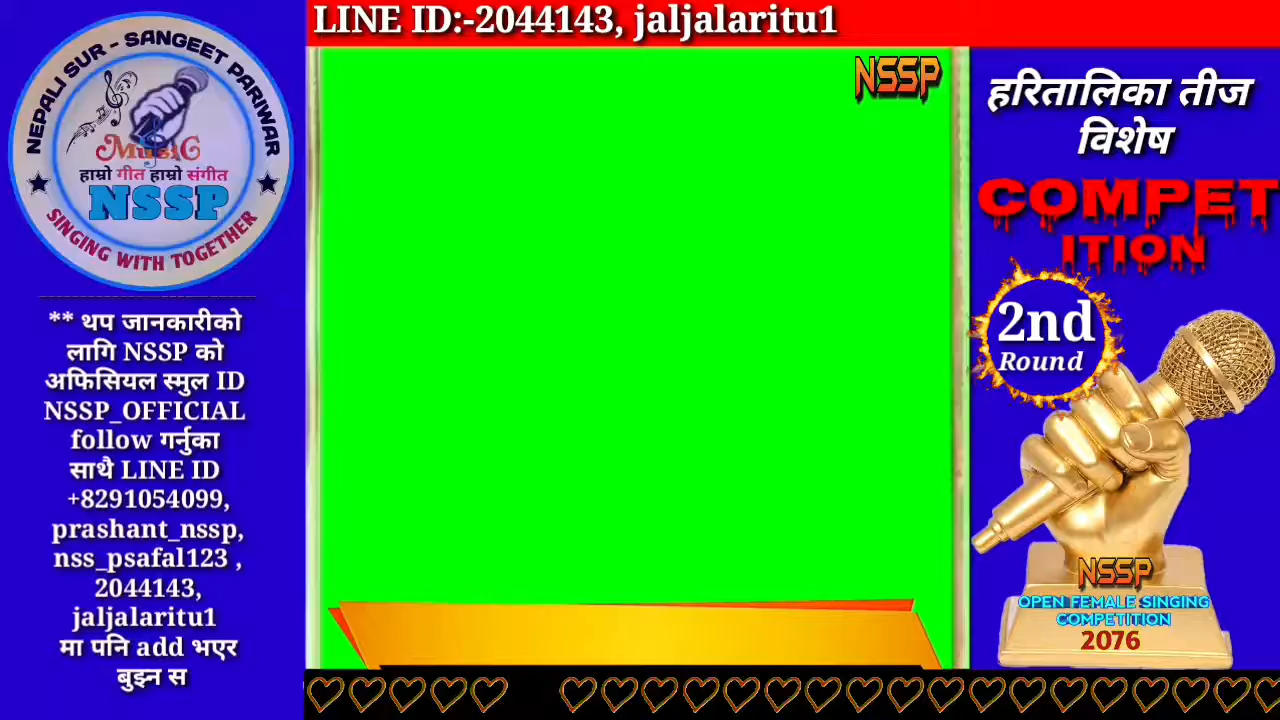 LINE ID:-2044143, jaljalaritu1
NEPALI SUR - SANGEET PARIWAR
MUSIC
हाम्रो गीत हाम्रो संगीत
NSSP
SINGING WITH TOGETHER
** थप जानकारीको
लागि NSSP को
अफिसियल स्मुल ID
NSSP_OFFICIAL
follow गर्नुका
साथै LINE ID
+8291054099,
prashant_nssp,
nss_psafal123 ,
2044143,
jaljalaritu1
मा पनि add भएर
बुझ्न स
NSSP
हरितालिका तीज
विशेष
COMPET
ITION
2nd
Round
NSSP
OPEN FEMALE SINGING
COMPETITION
2076